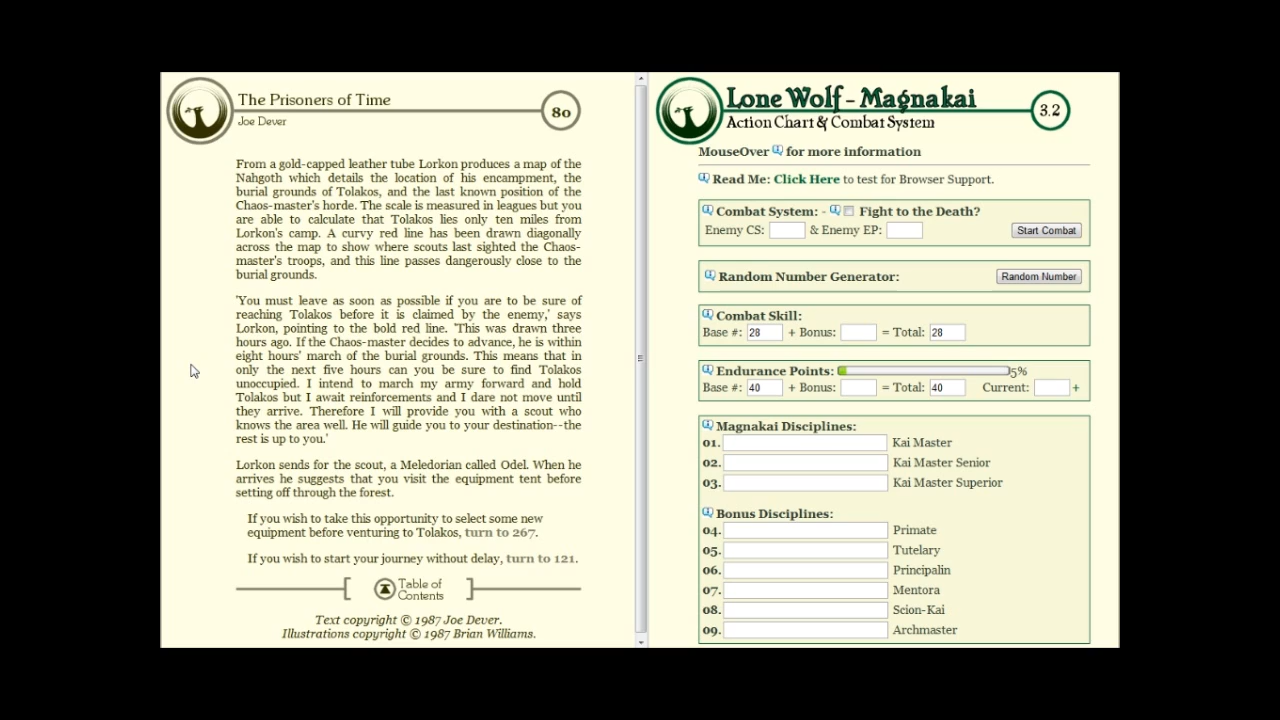 The Prisoners of Time
Joe Dever
80
From a gold-capped leather tube Lorkon produces a map of the
Nahgoth which details the location of his encampment, the
burial grounds of Tolakos, and the last known position of the
Chaos-master's horde. The scale is measured in leagues but you
are able to calculate that Tolakos lies only ten miles from
Lorkon's camp. A curvy red line has been drawn diagonally
across the map to show where scouts last sighted the Chaos-
master's troops, and this line passes dangerously close to the
burial grounds.
'You must leave as soon as possible if you are to be sure of
reaching Tolakos before it is claimed by the enemy,' says
Lorkon, pointing to the bold red line. 'This was drawn three
hours ago. If the Chaos-master decides to advance, he is within
eight hours' march of the burial grounds. This means that in
only the next five hours can you be sure to find Tolakos
unoccupied. I intend to march my army forward and hold
Tolakos but I await reinforcements and I dare not move until
they arrive. Therefore I will provide you with a scout who
knows the area well. He will guide you to your destination--the
rest is up to you.'
Lorkon sends for the scout, a Meledorian called Odel. When he
arrives he suggests that you visit the equipment tent before
setting off through the forest.
If you wish to take this opportunity to select some new
equipment before venturing to Tolakos, turn to 267.
If you wish to start your journey without delay, turn to 121.
Table of
Contents
Text copyright © 1987 Joe Dever.
Illustrations copyright © 1987 Brian Williams.
Lone Wolf - Magnakai
Action Chart & Combat System
3.2
MouseOver for more information
Read Me: Click Here to test for Browser Support.
Combat System: - Fight to the Death?
Enemy CS: & Enemy EP: Start Combat
Random Number Generator: Random Number
Combat Skill:
Base #: 28 + Bonus: = Total: 28
Endurance Points: 5%
Base #: 40 + Bonus: = Total: 40 Current: +
Magnakai Disciplines:
01. Kai Master
02. Kai Master Senior
03. Kai Master Superior
Bonus Disciplines:
04. Primate
05. Tutelary
06. Principalin
07. Mentora
08. Scion-Kai
09. Archmaster